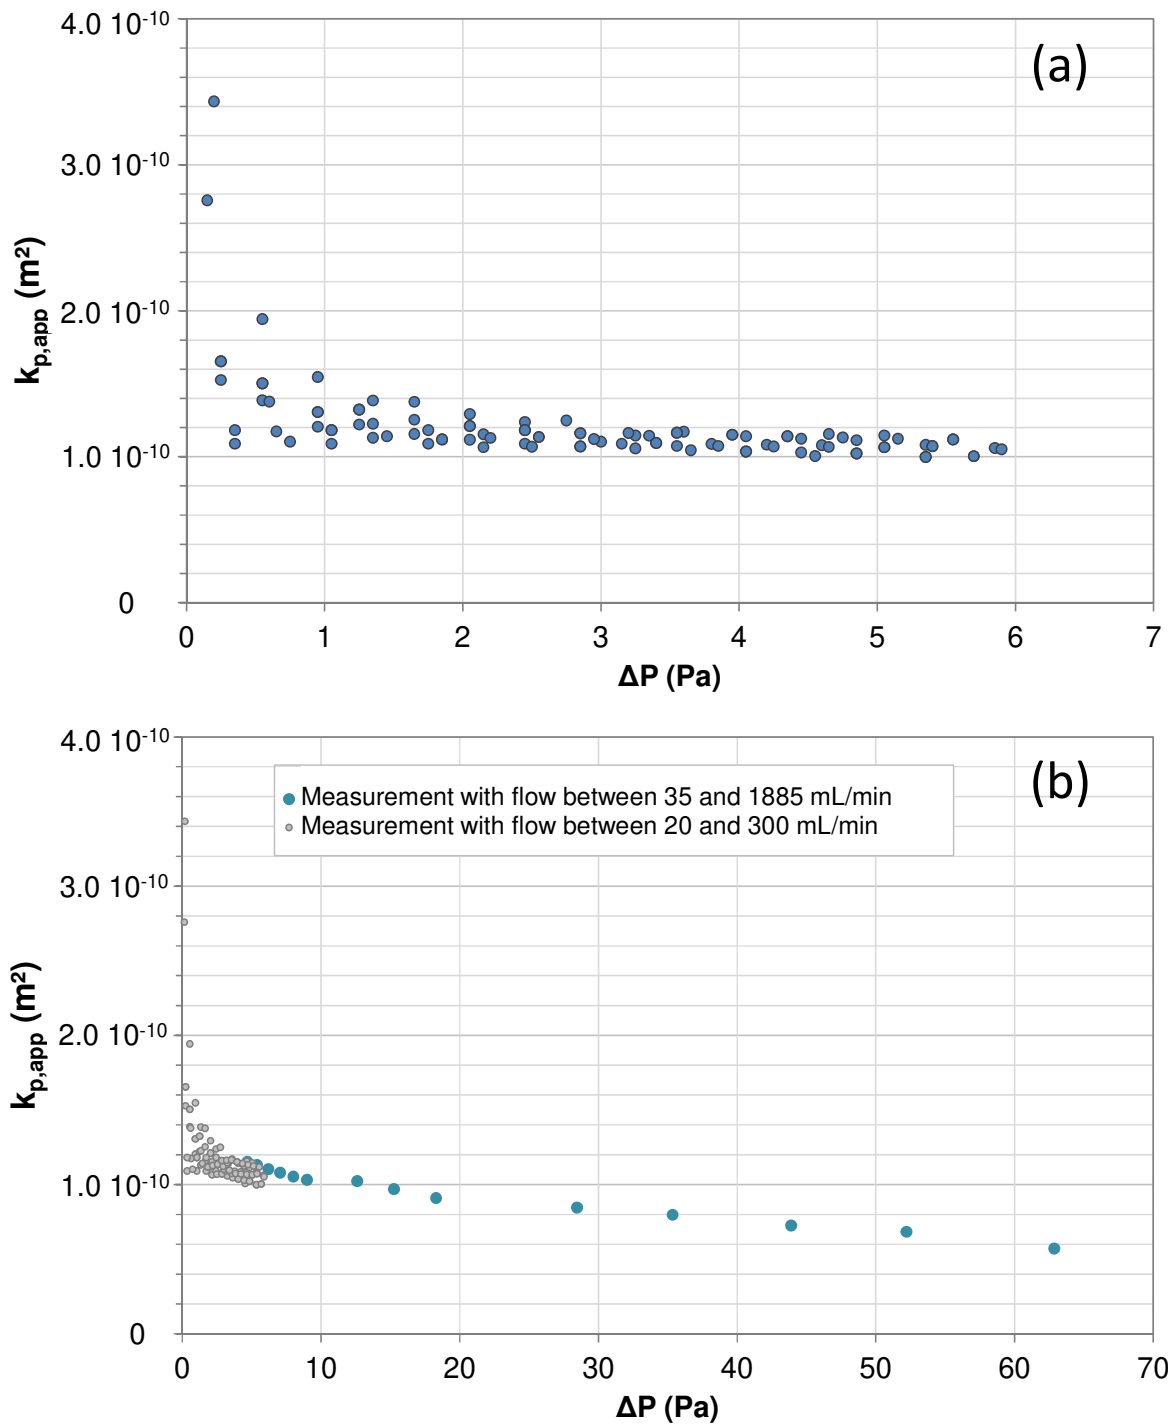 (a)
4.0 10⁻¹⁰
3.0 10⁻¹⁰
2.0 10⁻¹⁰
1.0 10⁻¹⁰
0
kₚ,ₐₚₚ (m²)
0 1 2 3 4 5 6 7
ΔP (Pa)
(b)
4.0 10⁻¹⁰
3.0 10⁻¹⁰
2.0 10⁻¹⁰
1.0 10⁻¹⁰
0
kₚ,ₐₚₚ (m²)
Measurement with flow between 35 and 1885 mL/min
Measurement with flow between 20 and 300 mL/min
0 10 20 30 40 50 60 70
ΔP (Pa)